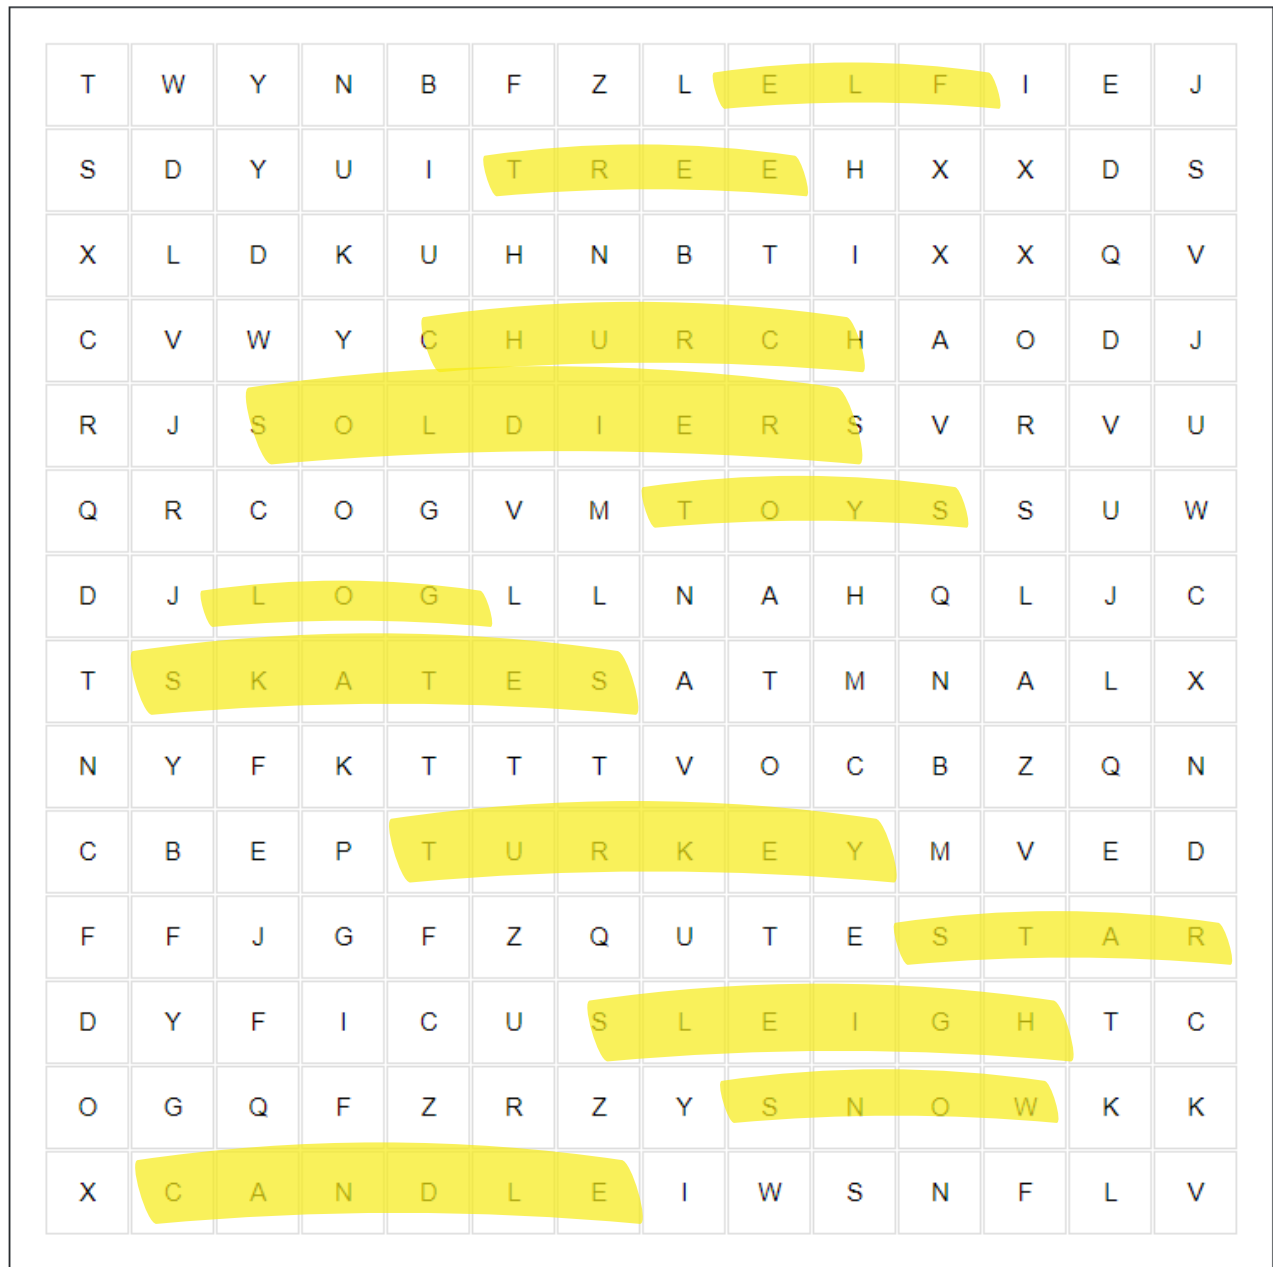 T W Y N B F Z L E L F I E J
S D Y U I T R E E H X X D S
X L D K U H N B T I X X Q V
C V W Y C H U R C H A O D J
R J S O L D I E R S V R V U
Q R C O G V M T O Y S S U W
D J L O G L L N A H Q L J C
T S K A T E S A T M N A L X
N Y F K T T T V O C B Z Q N
C B E P T U R K E Y M V E D
F F J G F Z Q U T E S T A R
D Y F I C U S L E I G H T C
O G Q F Z R Z Y S N O W K K
X C A N D L E I W S N F L V